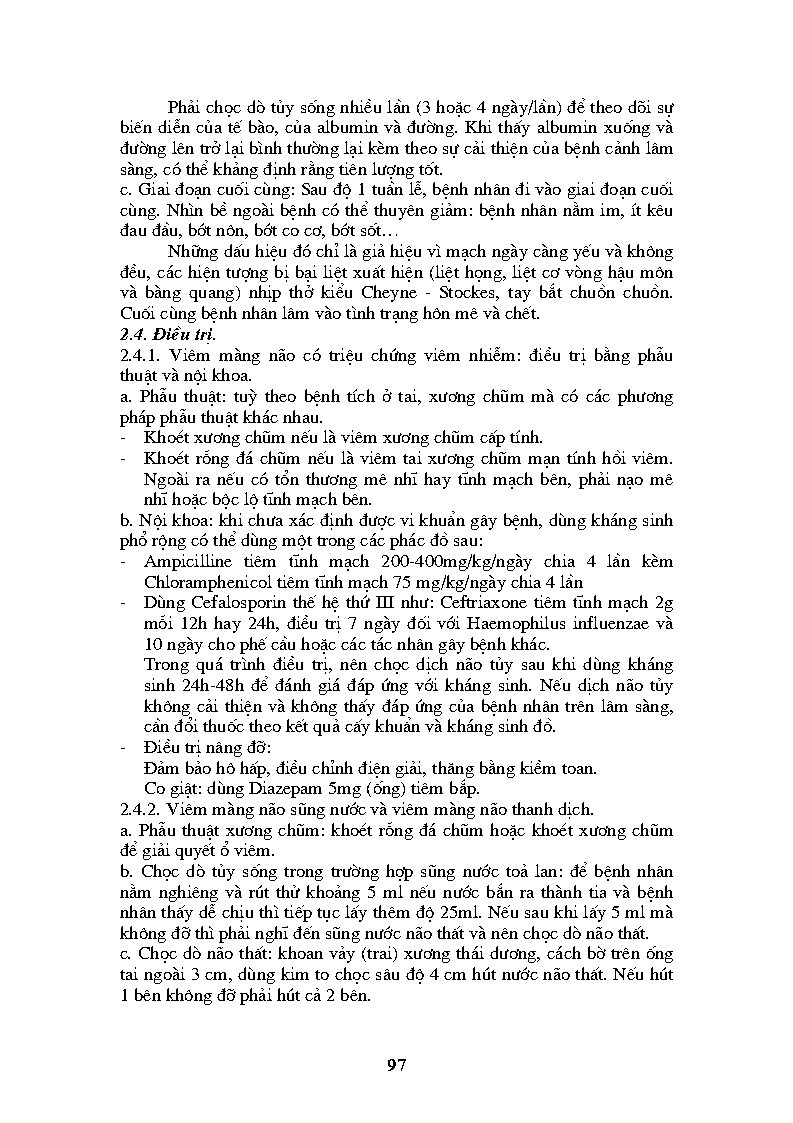 Phải chọc dò tủy sống nhiều lần (3 hoặc 4 ngày/lần) để theo dõi sự
biến diễn của tế bào, của albumin và đường. Khi thấy albumin xuống và
đường lên trở lại bình thường lại kèm theo sự cải thiện của bệnh cảnh lâm
sàng, có thể khảng định rằng tiên lượng tốt.
c. Giai đoạn cuối cùng: Sau độ 1 tuần lễ, bệnh nhân đi vào giai đoạn cuối
cùng. Nhìn bề ngoài bệnh có thể thuyên giảm: bệnh nhân nằm im, ít kêu
đau đầu, bớt nôn, bớt co cơ, bớt sốt…
Những dấu hiệu đó chỉ là giả hiệu vì mạch ngày càng yếu và không
đều, các hiện tượng bị bại liệt xuất hiện (liệt họng, liệt cơ vòng hậu môn
và bàng quang) nhịp thở kiểu Cheyne - Stockes, tay bắt chuồn chuồn.
Cuối cùng bệnh nhân lâm vào tình trạng hôn mê và chết.
2.4. Điều trị.
2.4.1. Viêm màng não có triệu chứng viêm nhiễm: điều trị bằng phẫu
thuật và nội khoa.
a. Phẫu thuật: tuỳ theo bệnh tích ở tai, xương chũm mà có các phương
pháp phẫu thuật khác nhau.
- Khoét xương chũm nếu là viêm xương chũm cấp tính.
- Khoét rỗng đá chũm nếu là viêm tai xương chũm mạn tính hồi viêm.
Ngoài ra nếu có tổn thương mê nhĩ hay tĩnh mạch bên, phải nạo mê
nhĩ hoặc bộc lộ tĩnh mạch bên.
b. Nội khoa: khi chưa xác định được vi khuẩn gây bệnh, dùng kháng sinh
phổ rộng có thể dùng một trong các phác đồ sau:
- Ampicilline tiêm tĩnh mạch 200-400mg/kg/ngày chia 4 lần kèm
Chloramphenicol tiêm tĩnh mạch 75 mg/kg/ngày chia 4 lần
- Dùng Cefalosporin thế hệ thứ III như: Ceftriaxone tiêm tĩnh mạch 2g
mỗi 12h hay 24h, điều trị 7 ngày đối với Haemophilus influenzae và
10 ngày cho phế cầu hoặc các tác nhân gây bệnh khác.
Trong quá trình điều trị, nên chọc dịch não tủy sau khi dùng kháng
sinh 24h-48h để đánh giá đáp ứng với kháng sinh. Nếu dịch não tủy
không cải thiện và không thấy đáp ứng của bệnh nhân trên lâm sàng,
cần đổi thuốc theo kết quả cấy khuẩn và kháng sinh đồ.
- Điều trị nâng đỡ:
Đảm bảo hô hấp, điều chỉnh điện giải, thăng bằng kiềm toan.
Co giật: dùng Diazepam 5mg (ống) tiêm bắp.
2.4.2. Viêm màng não sũng nước và viêm màng não thanh dịch.
a. Phẫu thuật xương chũm: khoét rỗng đá chũm hoặc khoét xương chũm
để giải quyết ổ viêm.
b. Chọc dò tủy sống trong trường hợp sũng nước toả lan: để bệnh nhân
nằm nghiêng và rút thử khoảng 5 ml nếu nước bắn ra thành tia và bệnh
nhân thấy dễ chịu thì tiếp tục lấy thêm độ 25ml. Nếu sau khi lấy 5 ml mà
không đỡ thì phải nghĩ đến sũng nước não thất và nên chọc dò não thất.
c. Chọc dò não thất: khoan vảy (trai) xương thái dương, cách bờ trên ống
tai ngoài 3 cm, dùng kim to chọc sâu độ 4 cm hút nước não thất. Nếu hút
1 bên không đỡ phải hút cả 2 bên.
97